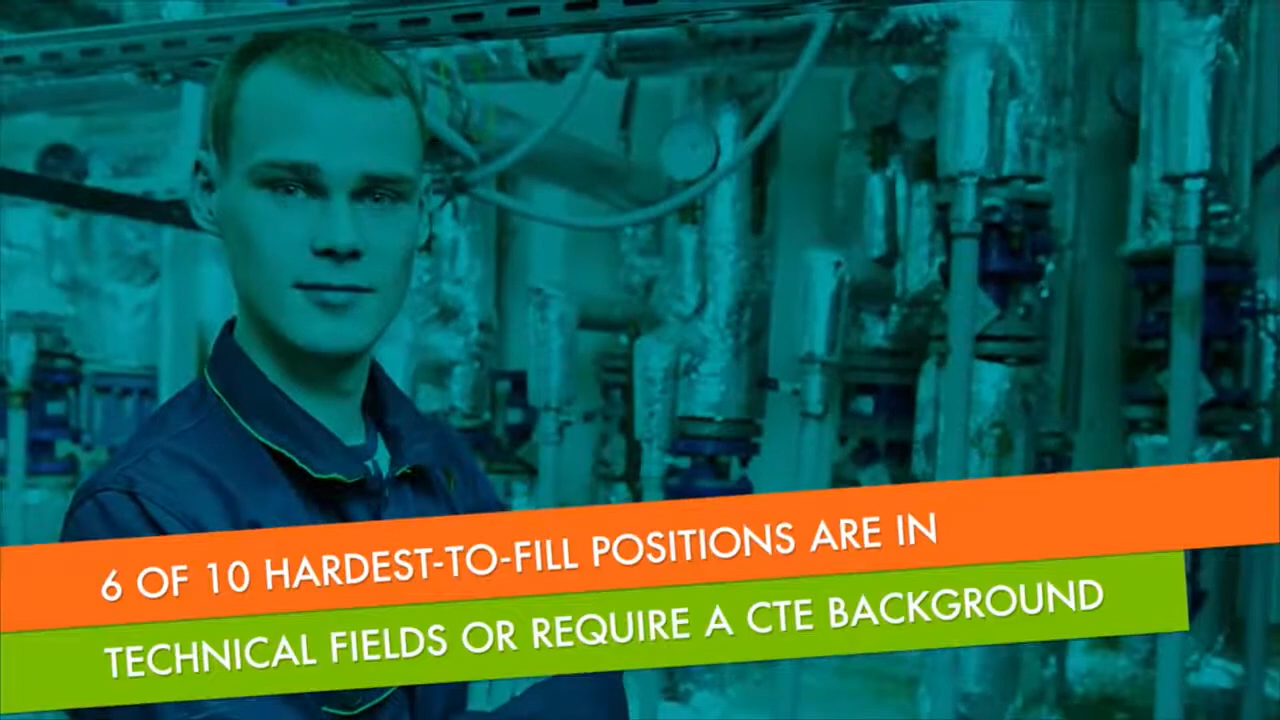 6 OF 10 HARDEST-TO-FILL POSITIONS ARE IN
TECHNICAL FIELDS OR REQUIRE A CTE BACKGROUND